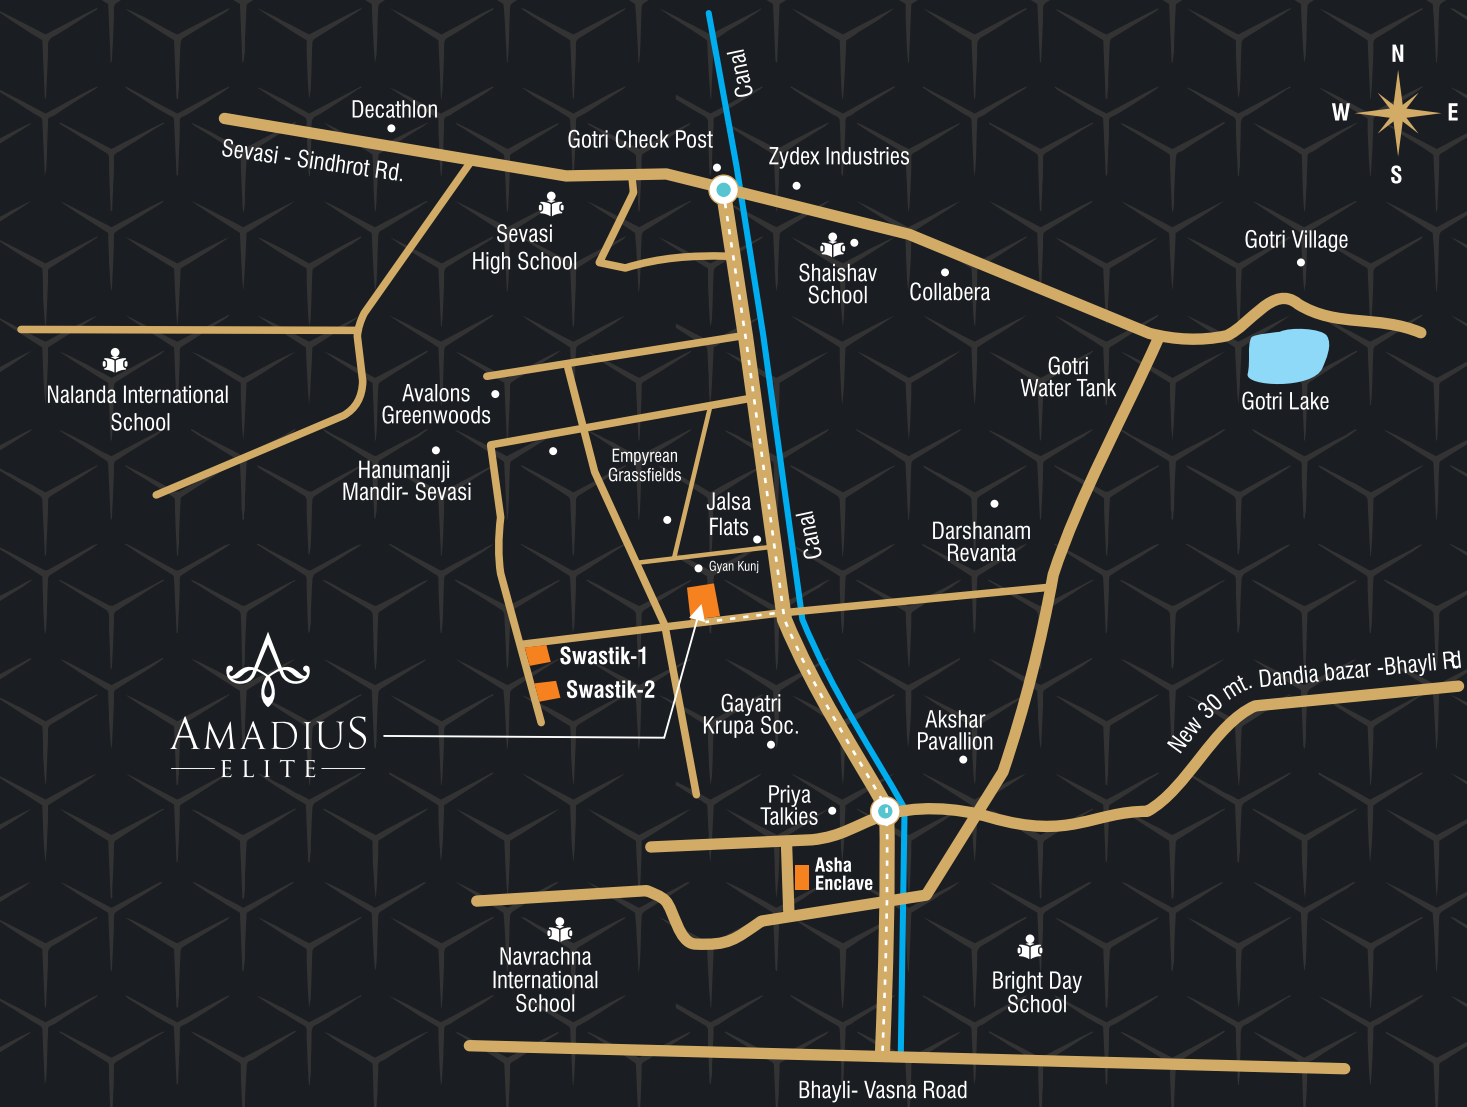 Canal
N
W
E
S
Decathlon
Gotri Check Post
Zydex Industries
Sevasi - Sindhrot Rd.
Sevasi
High School
Shaishav
School
Collabera
Gotri Village
Gotri
Water Tank
Gotri Lake
Nalanda International
School
Avalons
Greenwoods
Hanumanji
Mandir- Sevasi
Empyrean
Grassfields
Jalsa
Flats
Canal
Darshanam
Revanta
Gyan Kunj
Swastik-1
Swastik-2
AMADIUS
ELITE
Gayatri
Krupa Soc.
Akshar
Pavallion
New 30 mt. Dandia bazar -Bhayli Rd
Priya
Talkies
Asha
Enclave
Navrachna
International
School
Bright Day
School
Bhayli- Vasna Road